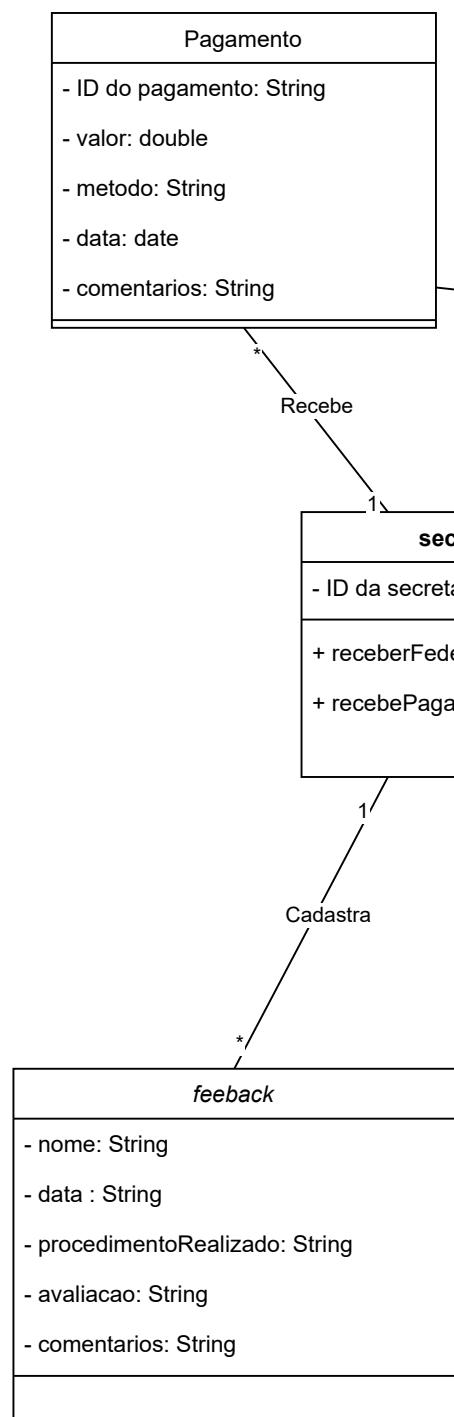 Pagamento
- ID do pagamento: String
- valor: double
- metodo: String
- data: date
- comentarios: String
*
Recebe
1
sec
- ID da secreta
+ receberFede
+ recebePaga
1
Cadastra
*
feeback
- nome: String
- data : String
- procedimentoRealizado: String
- avaliacao: String
- comentarios: String